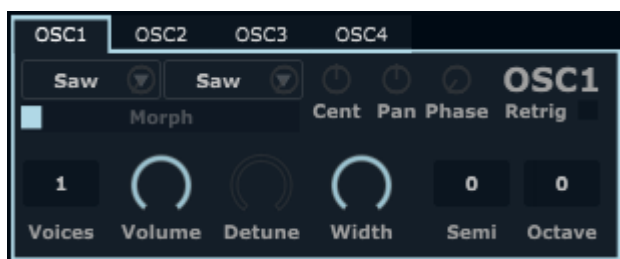 OSC1 OSC2 OSC3 OSC4
Saw Saw OSC1
Morph Cent Pan Phase Retrig
1 0 0
Voices Volume Detune Width Semi Octave